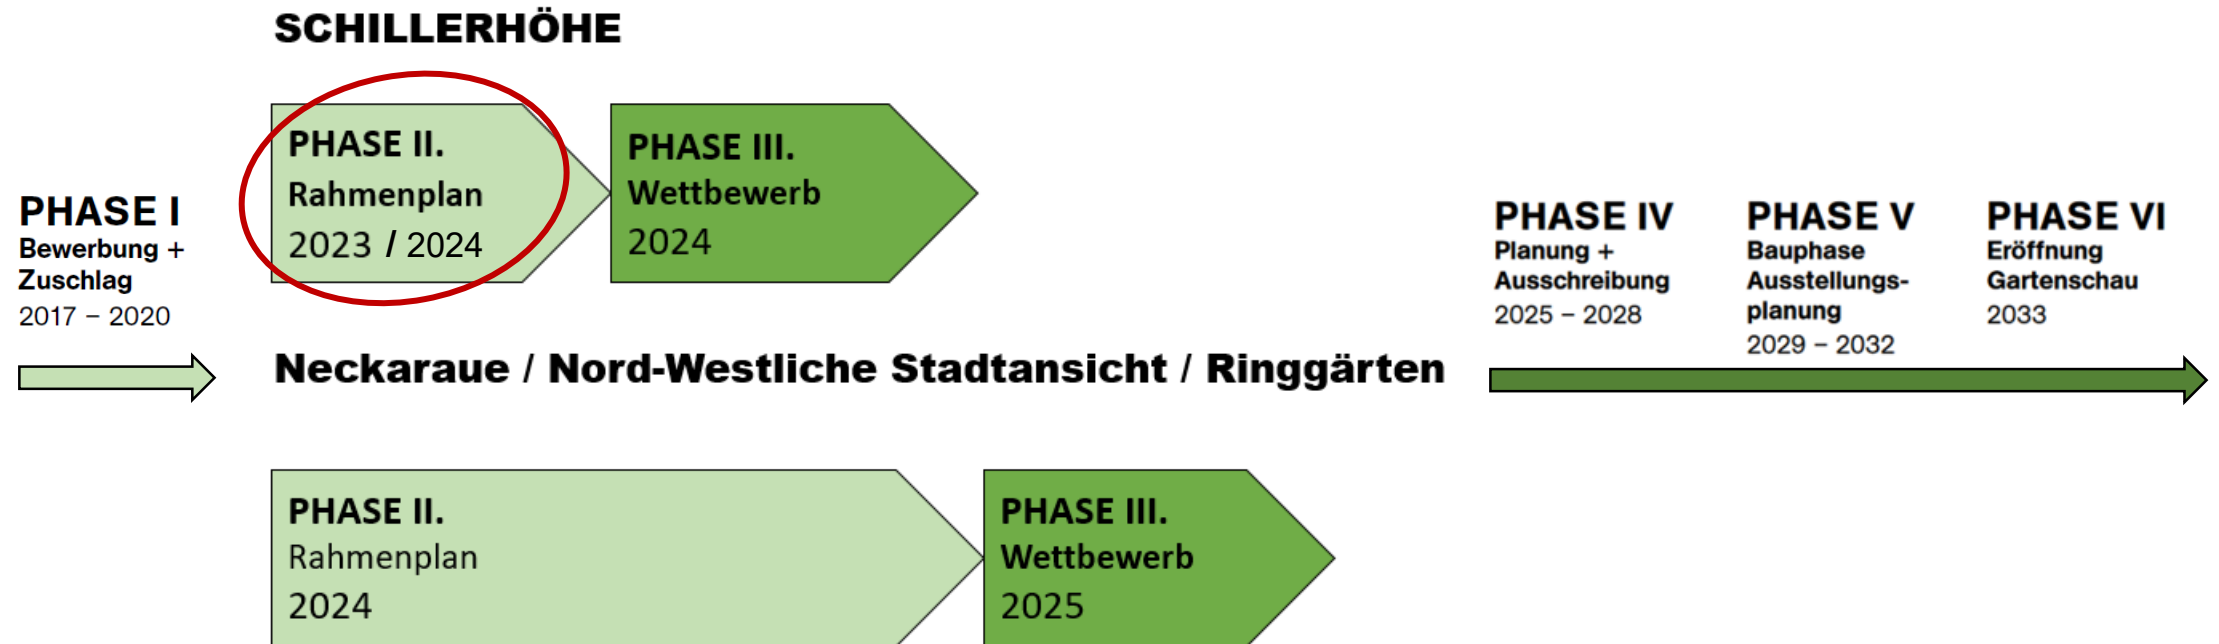 SCHILLERHÖHE
PHASE I
Bewerbung +
Zuschlag
2017 – 2020
PHASE II.
Rahmenplan
2023 / 2024
PHASE III.
Wettbewerb
2024
Neckaraue / Nord-Westliche Stadtansicht / Ringgärten
PHASE II.
Rahmenplan
2024
PHASE III.
Wettbewerb
2025
PHASE IV
Planung +
Ausschreibung
2025 – 2028
PHASE V
Bauphase
Ausstellungs-
planung
2029 – 2032
PHASE VI
Eröffnung
Gartenschau
2033